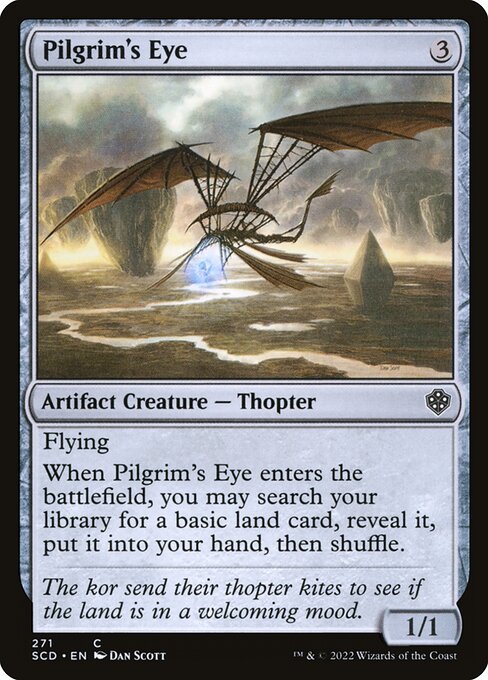 Pilgrim's Eye 3
Artifact Creature — Thopter
Flying
When Pilgrim's Eye enters the
battlefield, you may search your
library for a basic land card, reveal it,
put it into your hand, then shuffle.
The kor send their thopter kites to see if
the land is in a welcoming mood.
1/1
271 C
SCD • EN Dan Scott
™ & © 2022 Wizards of the Coast